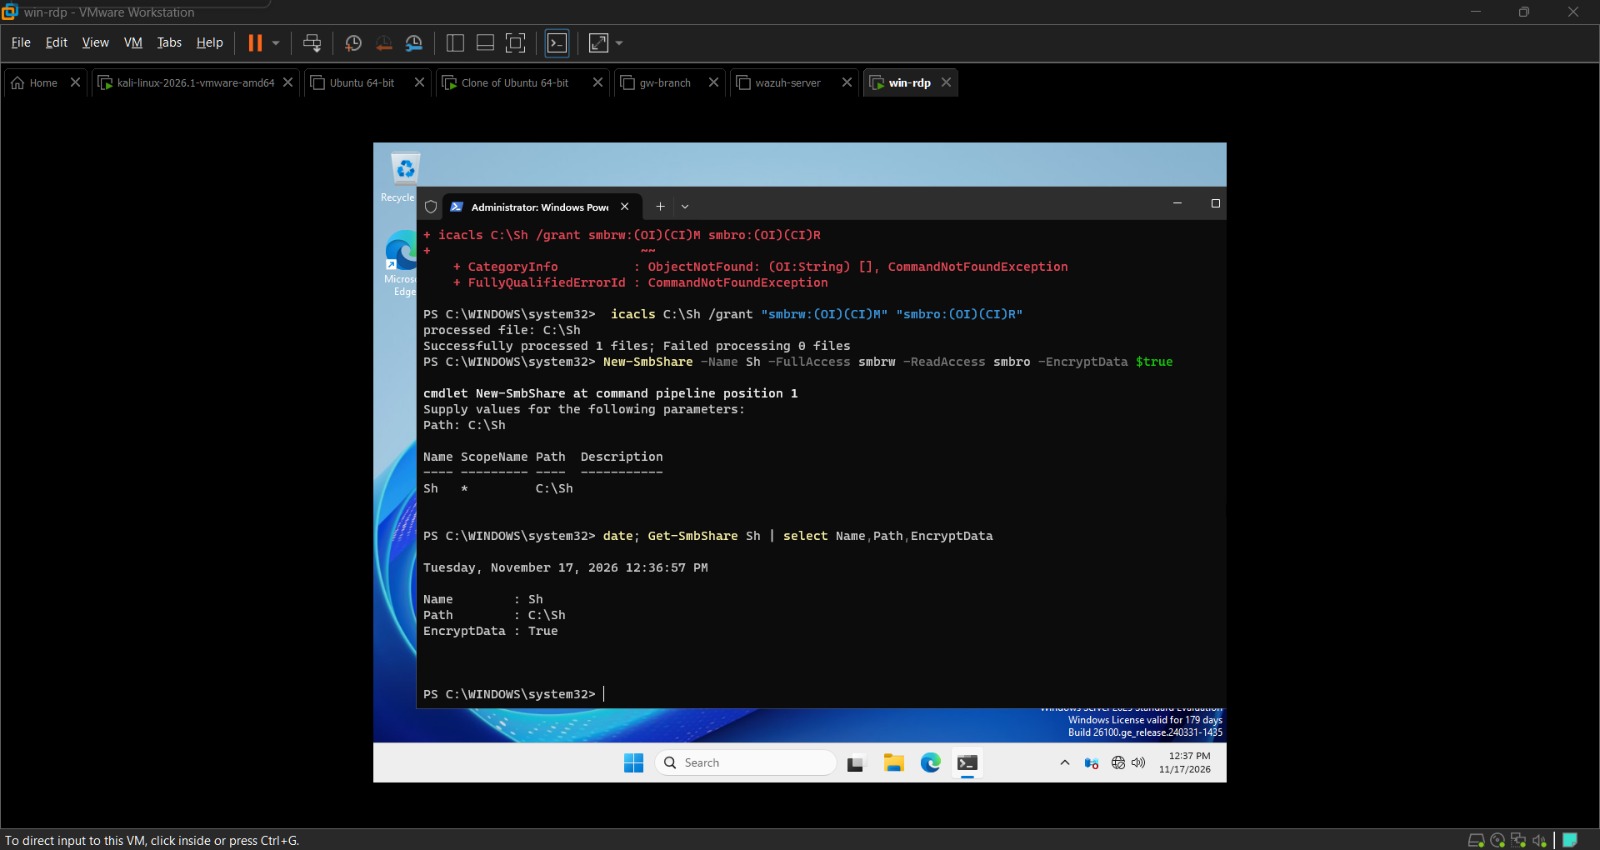 win-rdp - VMware Workstation
File Edit View VM Tabs Help
Home kali-linux-2026.1-vmware-amd64 Ubuntu 64-bit Clone of Ubuntu 64-bit gw-branch wazuh-server win-rdp
Recycle
Micros
Edge
Administrator: Windows Powe
+ icacls C:\Sh /grant smbrw:(OI)(CI)M smbro:(OI)(CI)R
+                             ~~
    + CategoryInfo          : ObjectNotFound: (OI:String) [], CommandNotFoundException
    + FullyQualifiedErrorId : CommandNotFoundException
PS C:\WINDOWS\system32>  icacls C:\Sh /grant "smbrw:(OI)(CI)M" "smbro:(OI)(CI)R"
processed file: C:\Sh
Successfully processed 1 files; Failed processing 0 files
PS C:\WINDOWS\system32> New-SmbShare -Name Sh -FullAccess smbrw -ReadAccess smbro -EncryptData $true
cmdlet New-SmbShare at command pipeline position 1
Supply values for the following parameters:
Path: C:\Sh
Name ScopeName Path  Description
---- --------- ----  -----------
Sh   *         C:\Sh
PS C:\WINDOWS\system32> date; Get-SmbShare Sh | select Name,Path,EncryptData
Tuesday, November 17, 2026 12:36:57 PM
Name        : Sh
Path        : C:\Sh
EncryptData : True
PS C:\WINDOWS\system32>
Windows Server 2025 Standard Evaluation
Windows License valid for 179 days
Build 26100.ge_release.240331-1435
Search
12:37 PM
11/17/2026
To direct input to this VM, click inside or press Ctrl+G.